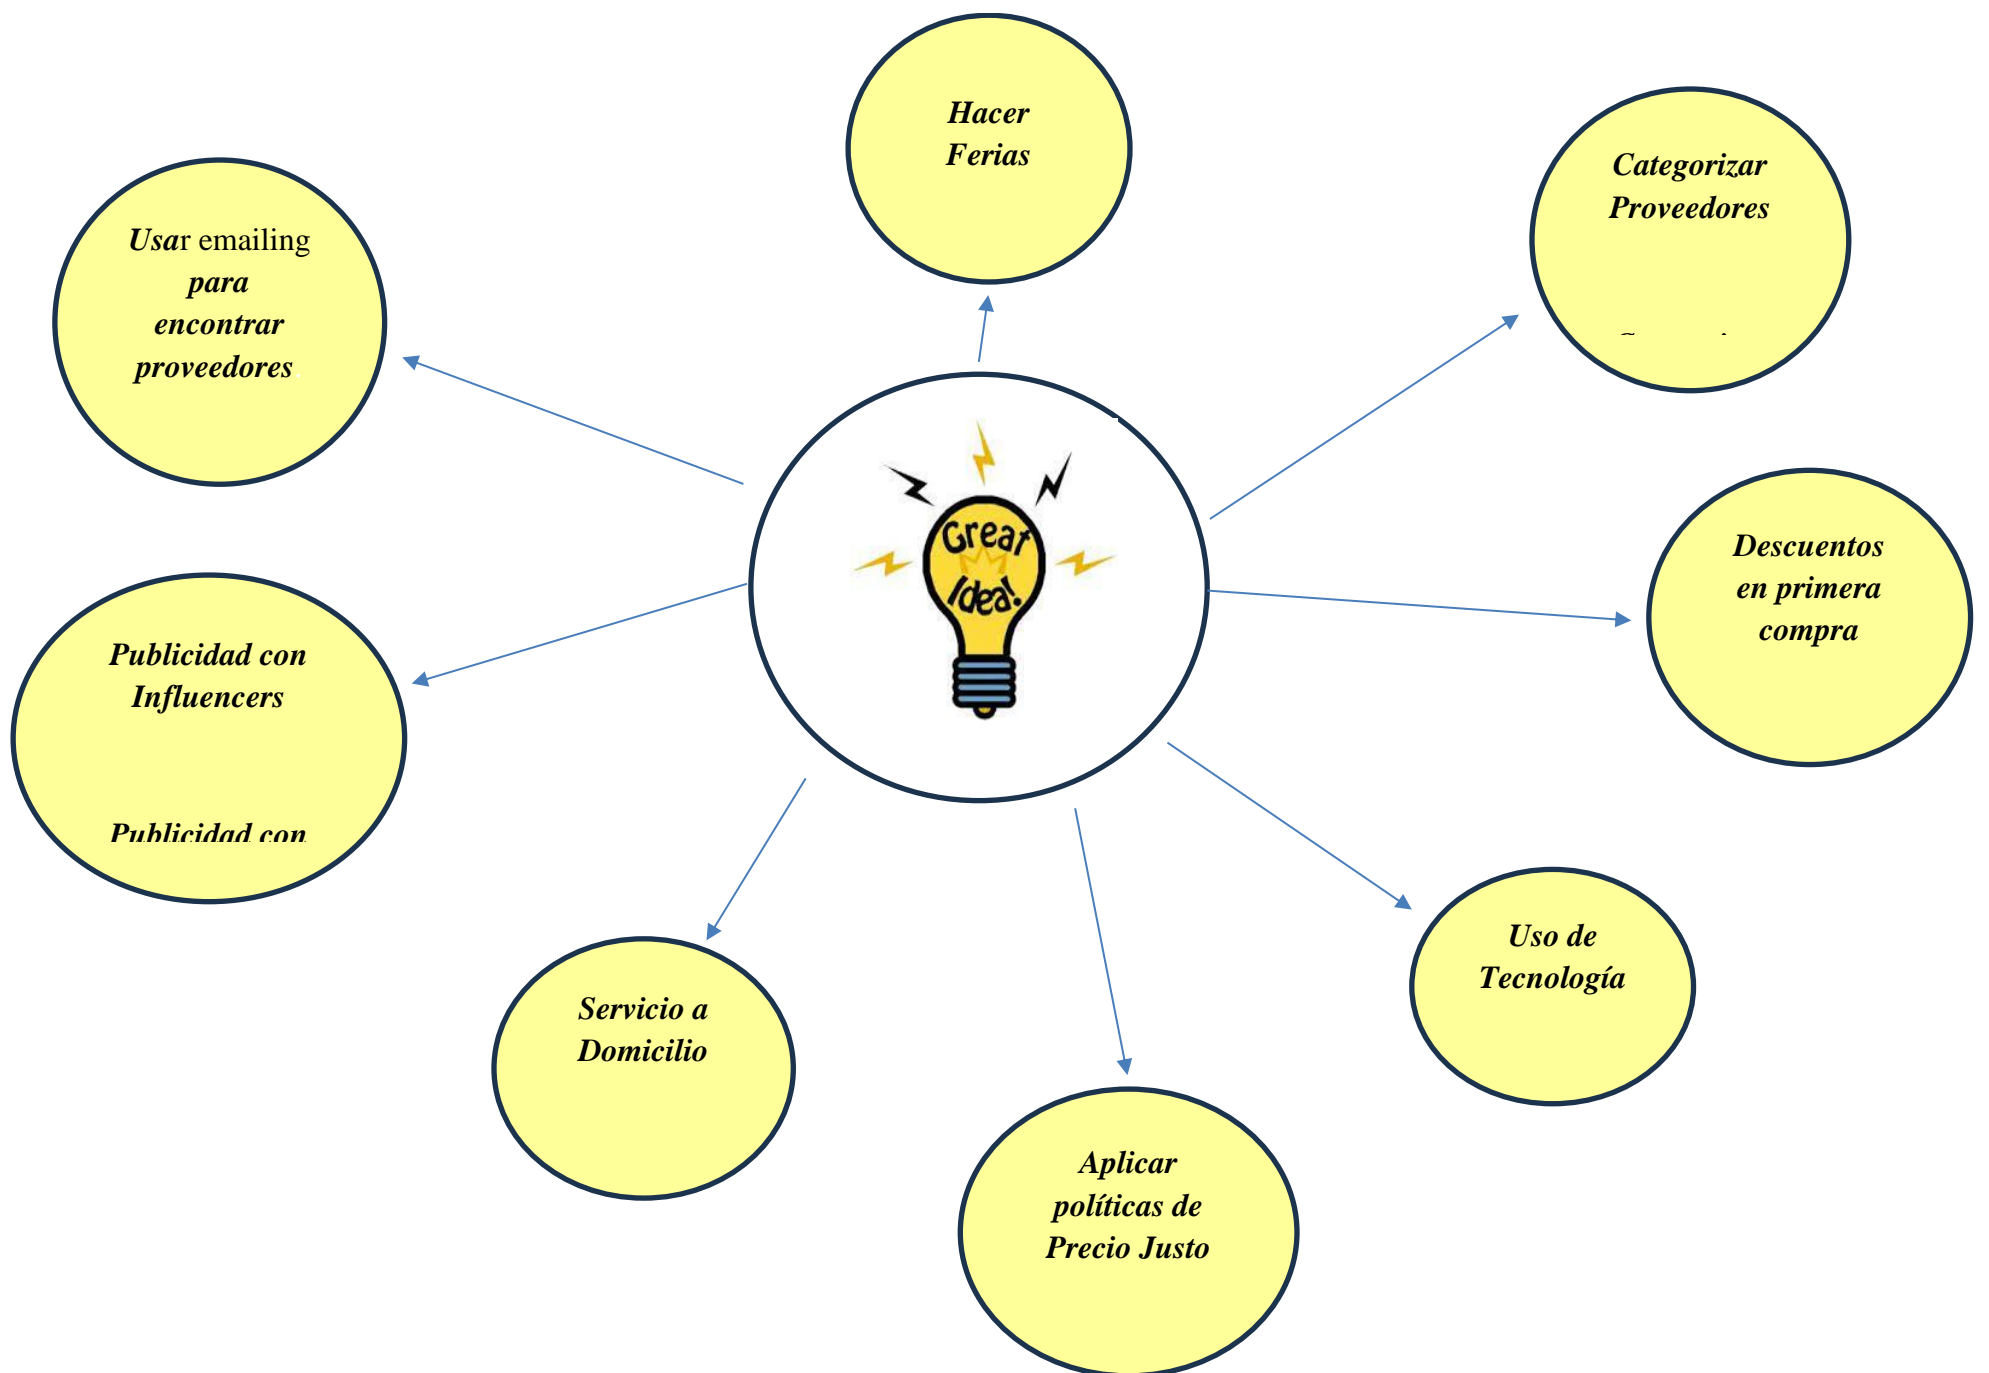 Hacer
Ferias
Categorizar
Proveedores
Usar emailing
para
encontrar
proveedores.
Great
Idea!
Descuentos
en primera
compra
Publicidad con
Influencers
Publicidad con
Uso de
Tecnología
Servicio a
Domicilio
Aplicar
políticas de
Precio Justo